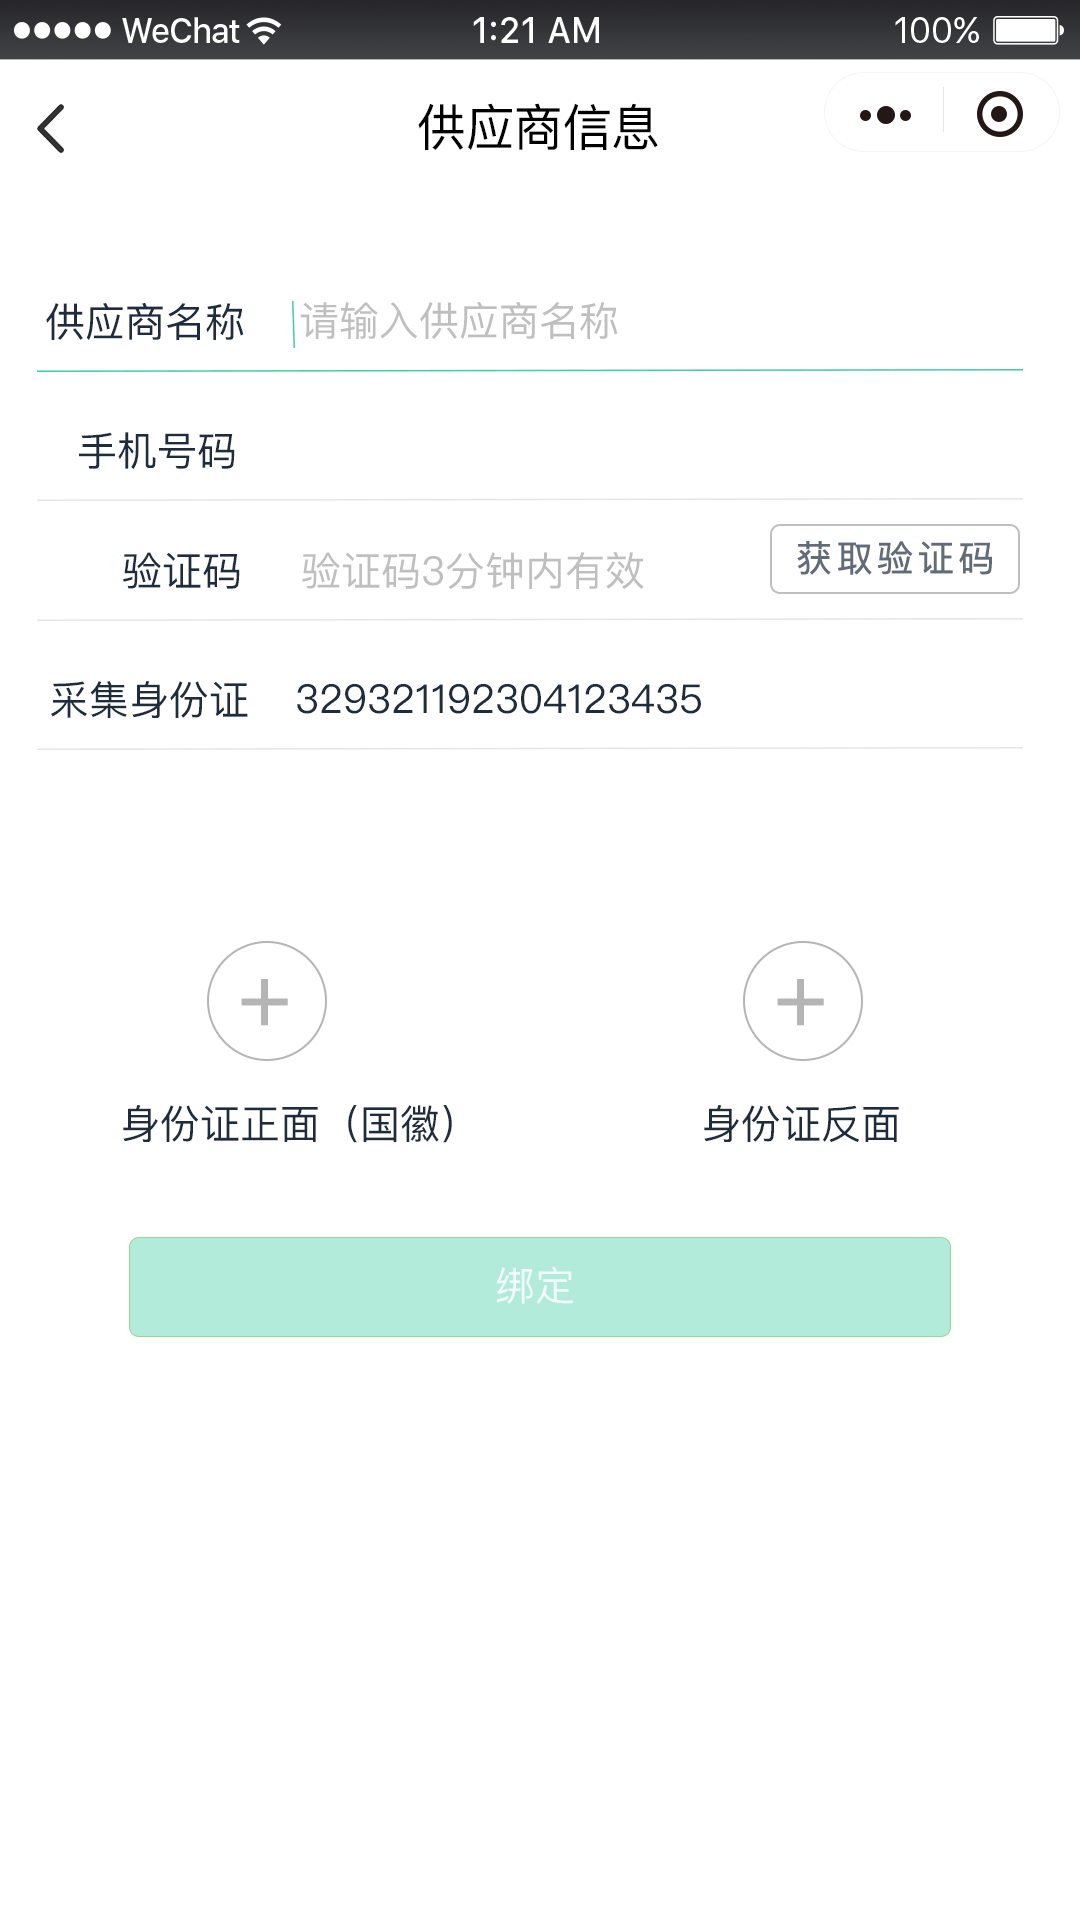 WeChat 1:21 AM 100%
供应商信息
供应商名称 请输入供应商名称
手机号码
验证码 验证码3分钟内有效 获取验证码
采集身份证 329321192304123435
身份证正面（国徽） 身份证反面
绑定